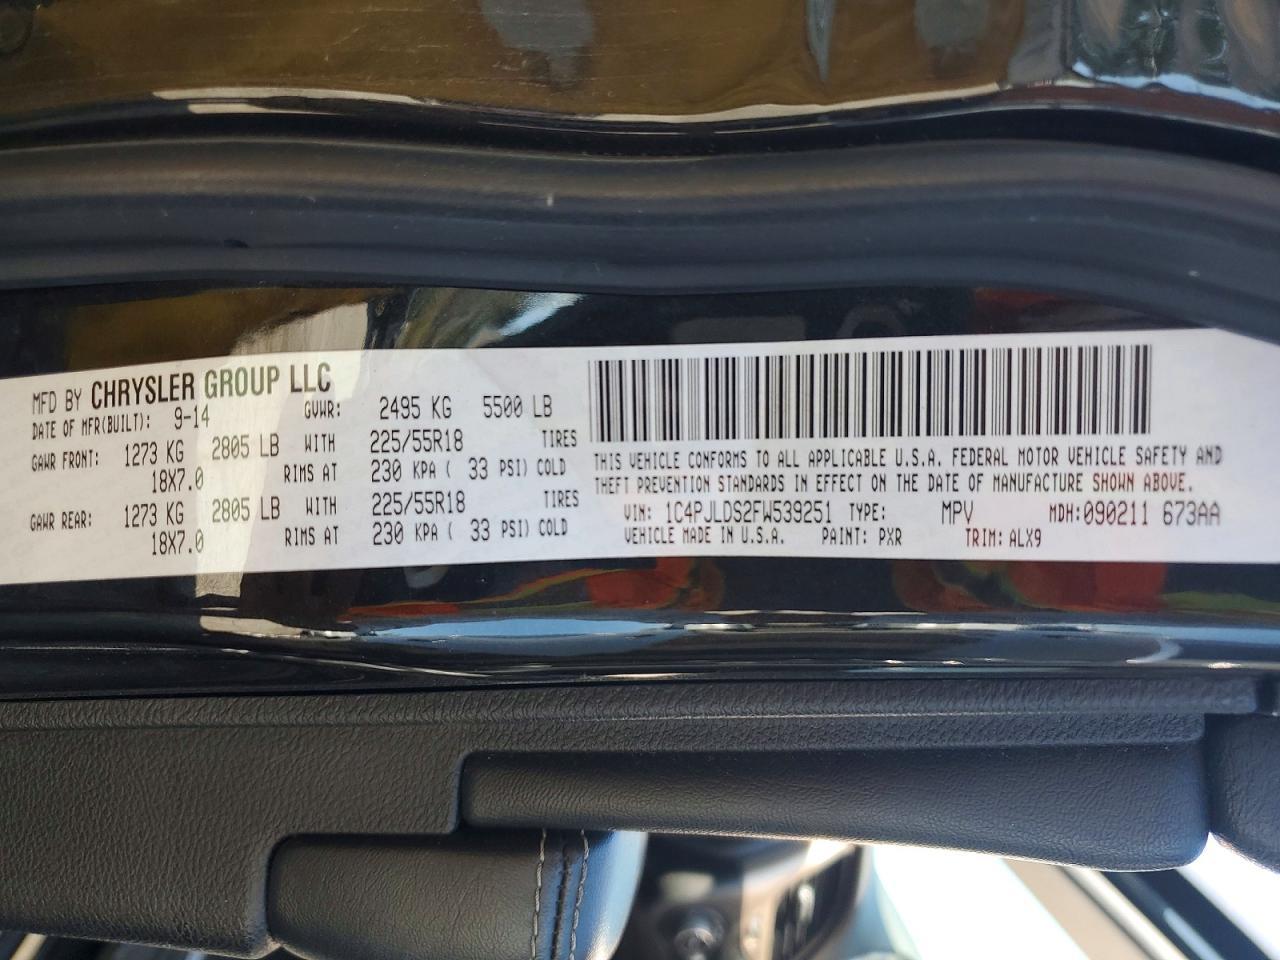 MFD BY CHRYSLER GROUP LLC
DATE OF MFR(BUILT): 9-14 GVWR: 2495 KG 5500 LB
GAWR FRONT: 1273 KG 2805 LB WITH 225/55R18 TIRES
18X7.0 RIMS AT 230 KPA ( 33 PSI) COLD
GAWR REAR: 1273 KG 2805 LB WITH 225/55R18 TIRES
18X7.0 RIMS AT 230 KPA ( 33 PSI) COLD
THIS VEHICLE CONFORMS TO ALL APPLICABLE U.S.A. FEDERAL MOTOR VEHICLE SAFETY AND
THEFT PREVENTION STANDARDS IN EFFECT ON THE DATE OF MANUFACTURE SHOWN ABOVE.
VIN: 1C4PJLDS2FW539251 TYPE: MPV MDH:090211 673AA
VEHICLE MADE IN U.S.A. PAINT: PXR TRIM: ALX9